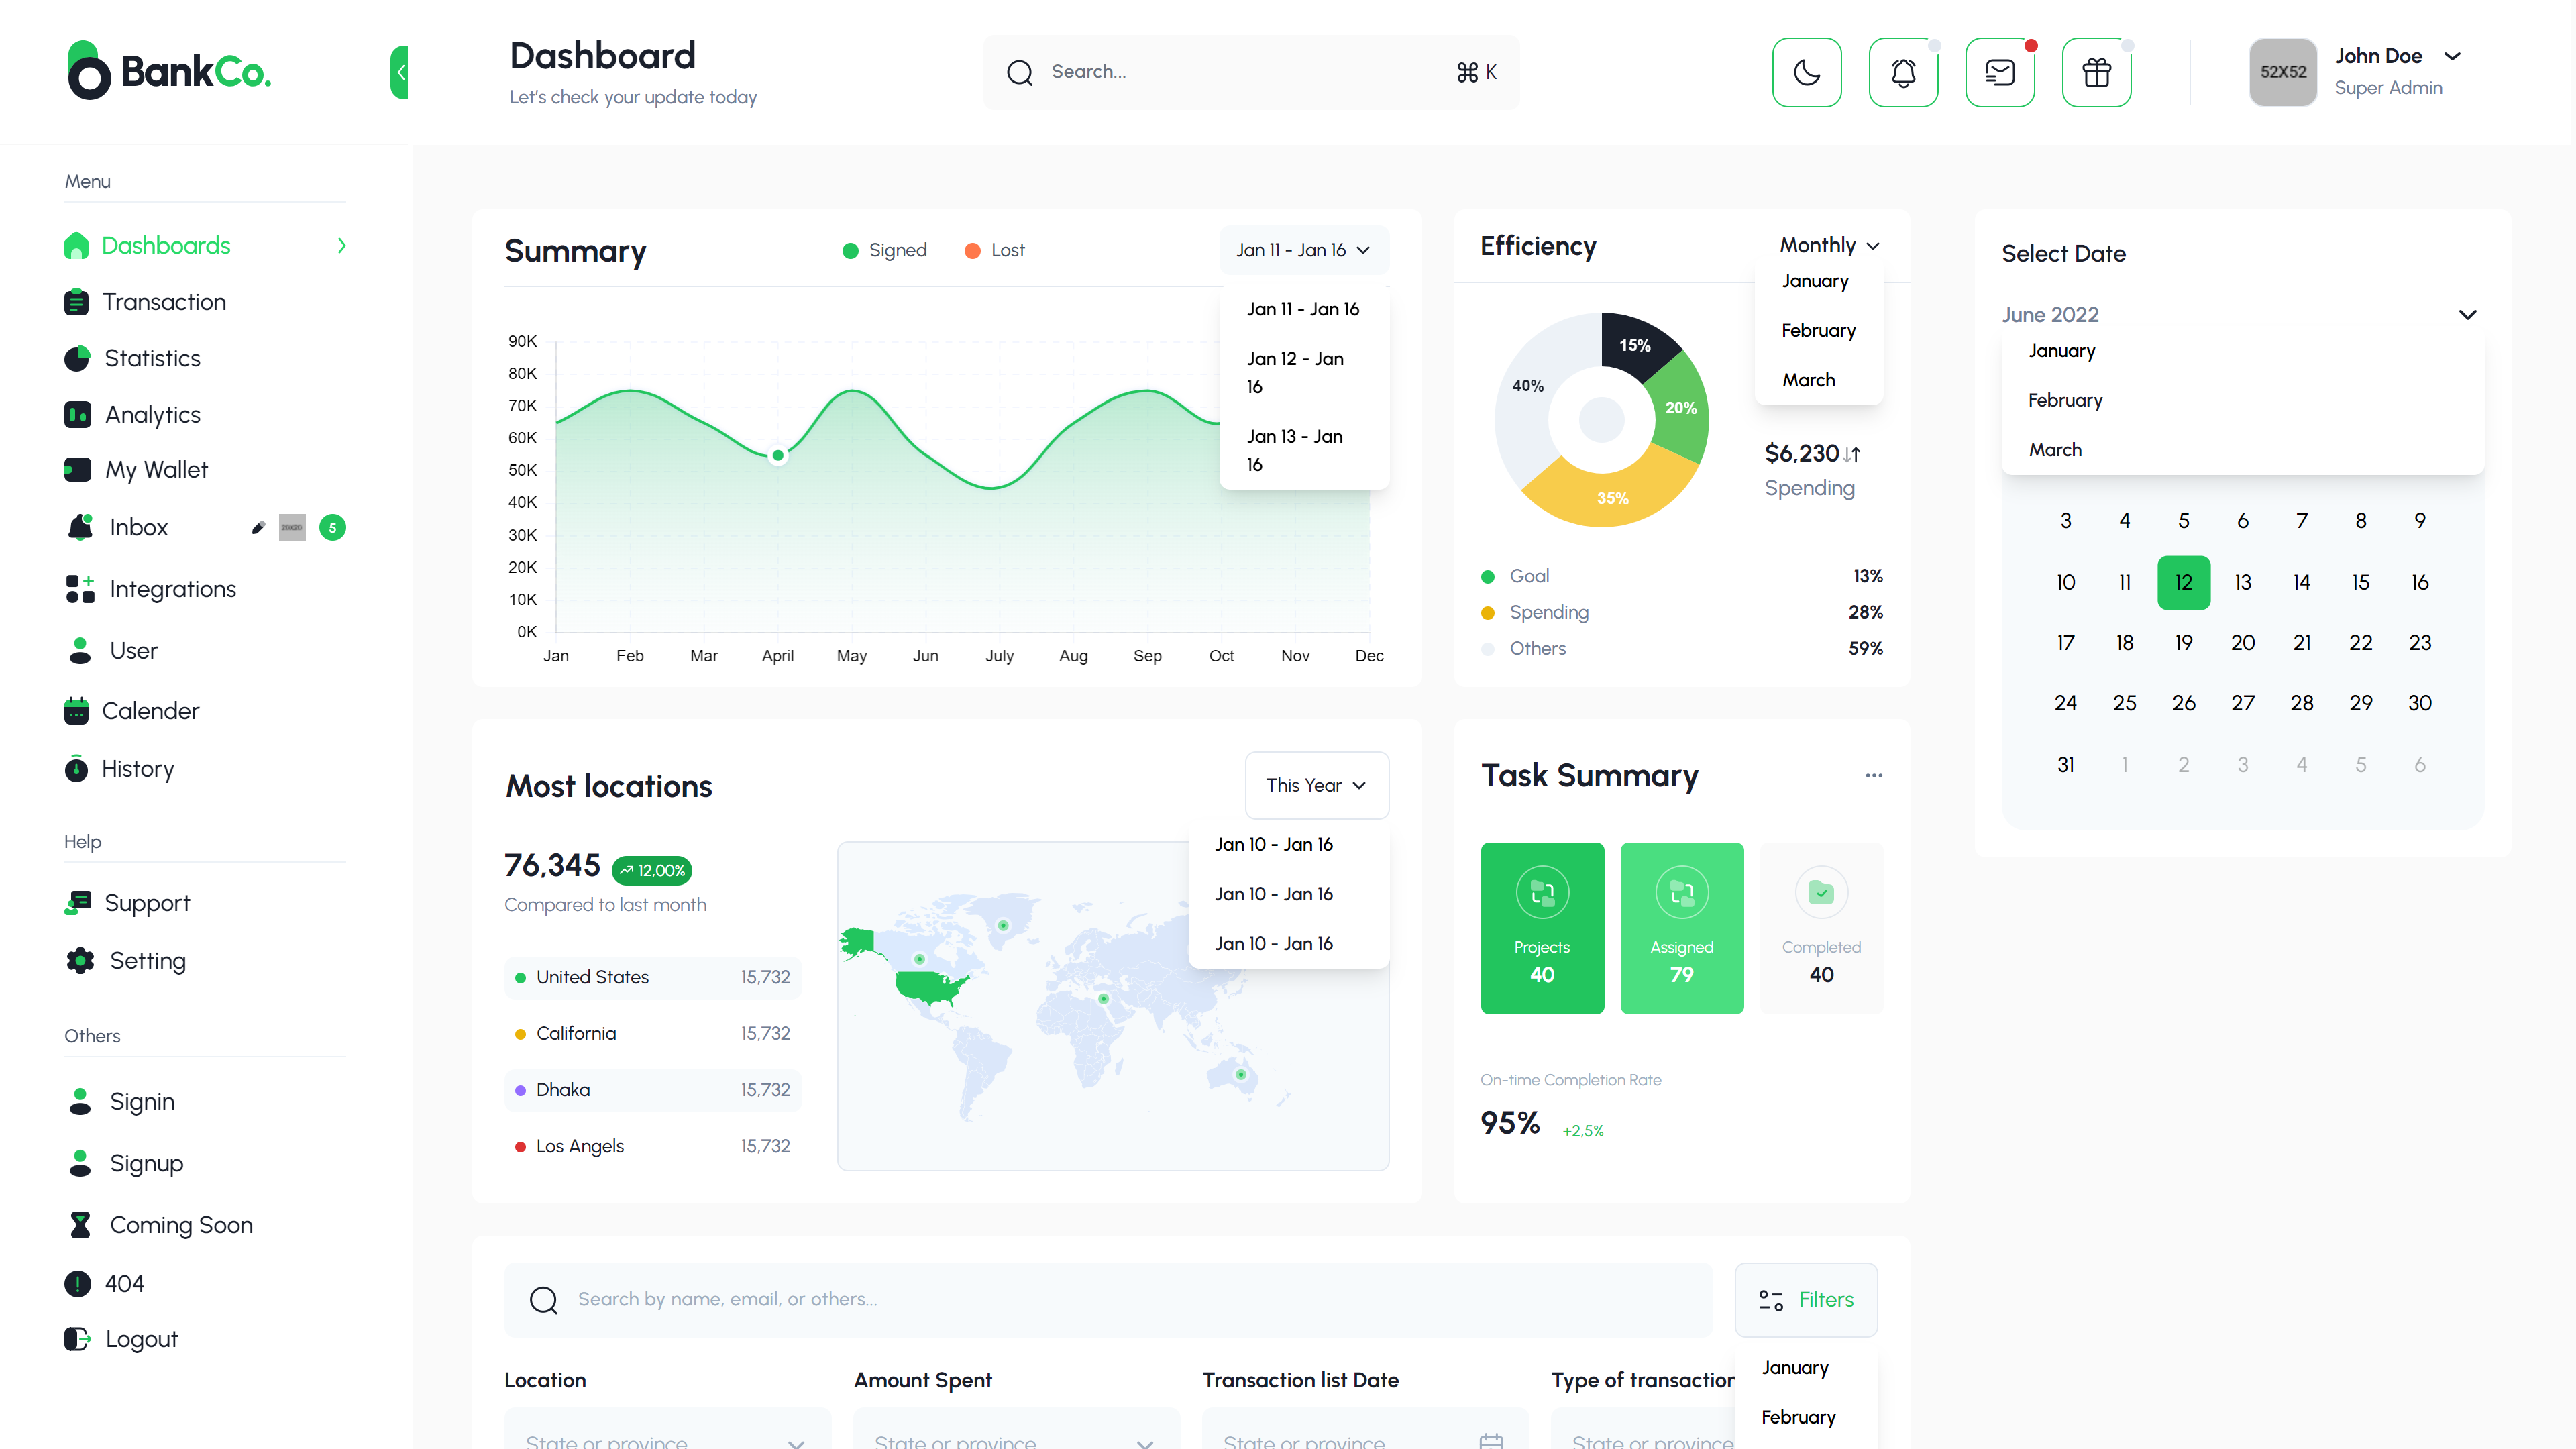 BankCo.
Dashboard
Let's check your update today
Search...
⌘ K
52X52
John Doe
Super Admin
Menu
Dashboards
Transaction
Statistics
Analytics
My Wallet
Inbox
20X20
5
Integrations
User
Calender
History
Help
Support
Setting
Others
Signin
Signup
Coming Soon
404
Logout
Summary
Signed
Lost
Jan 11 - Jan 16
Jan 11 - Jan 16
Jan 12 - Jan
16
Jan 13 - Jan
16
90K
80K
70K
60K
50K
40K
30K
20K
10K
0K
Jan Feb Mar April May Jun July Aug Sep Oct Nov Dec
Efficiency
Monthly
January
February
March
15%
20%
35%
40%
$6,230
Spending
Goal 13%
Spending 28%
Others 59%
Select Date
June 2022
January
February
March
3 4 5 6 7 8 9
10 11 12 13 14 15 16
17 18 19 20 21 22 23
24 25 26 27 28 29 30
31 1 2 3 4 5 6
Most locations
This Year
Jan 10 - Jan 16
Jan 10 - Jan 16
Jan 10 - Jan 16
76,345
12,00%
Compared to last month
United States 15,732
California 15,732
Dhaka 15,732
Los Angels 15,732
Task Summary
Projects
40
Assigned
79
Completed
40
On-time Completion Rate
95% +2,5%
Search by name, email, or others...
Filters
January
February
Location
Amount Spent
Transaction list Date
Type of transaction
State or province
State or province
State or province
State or province